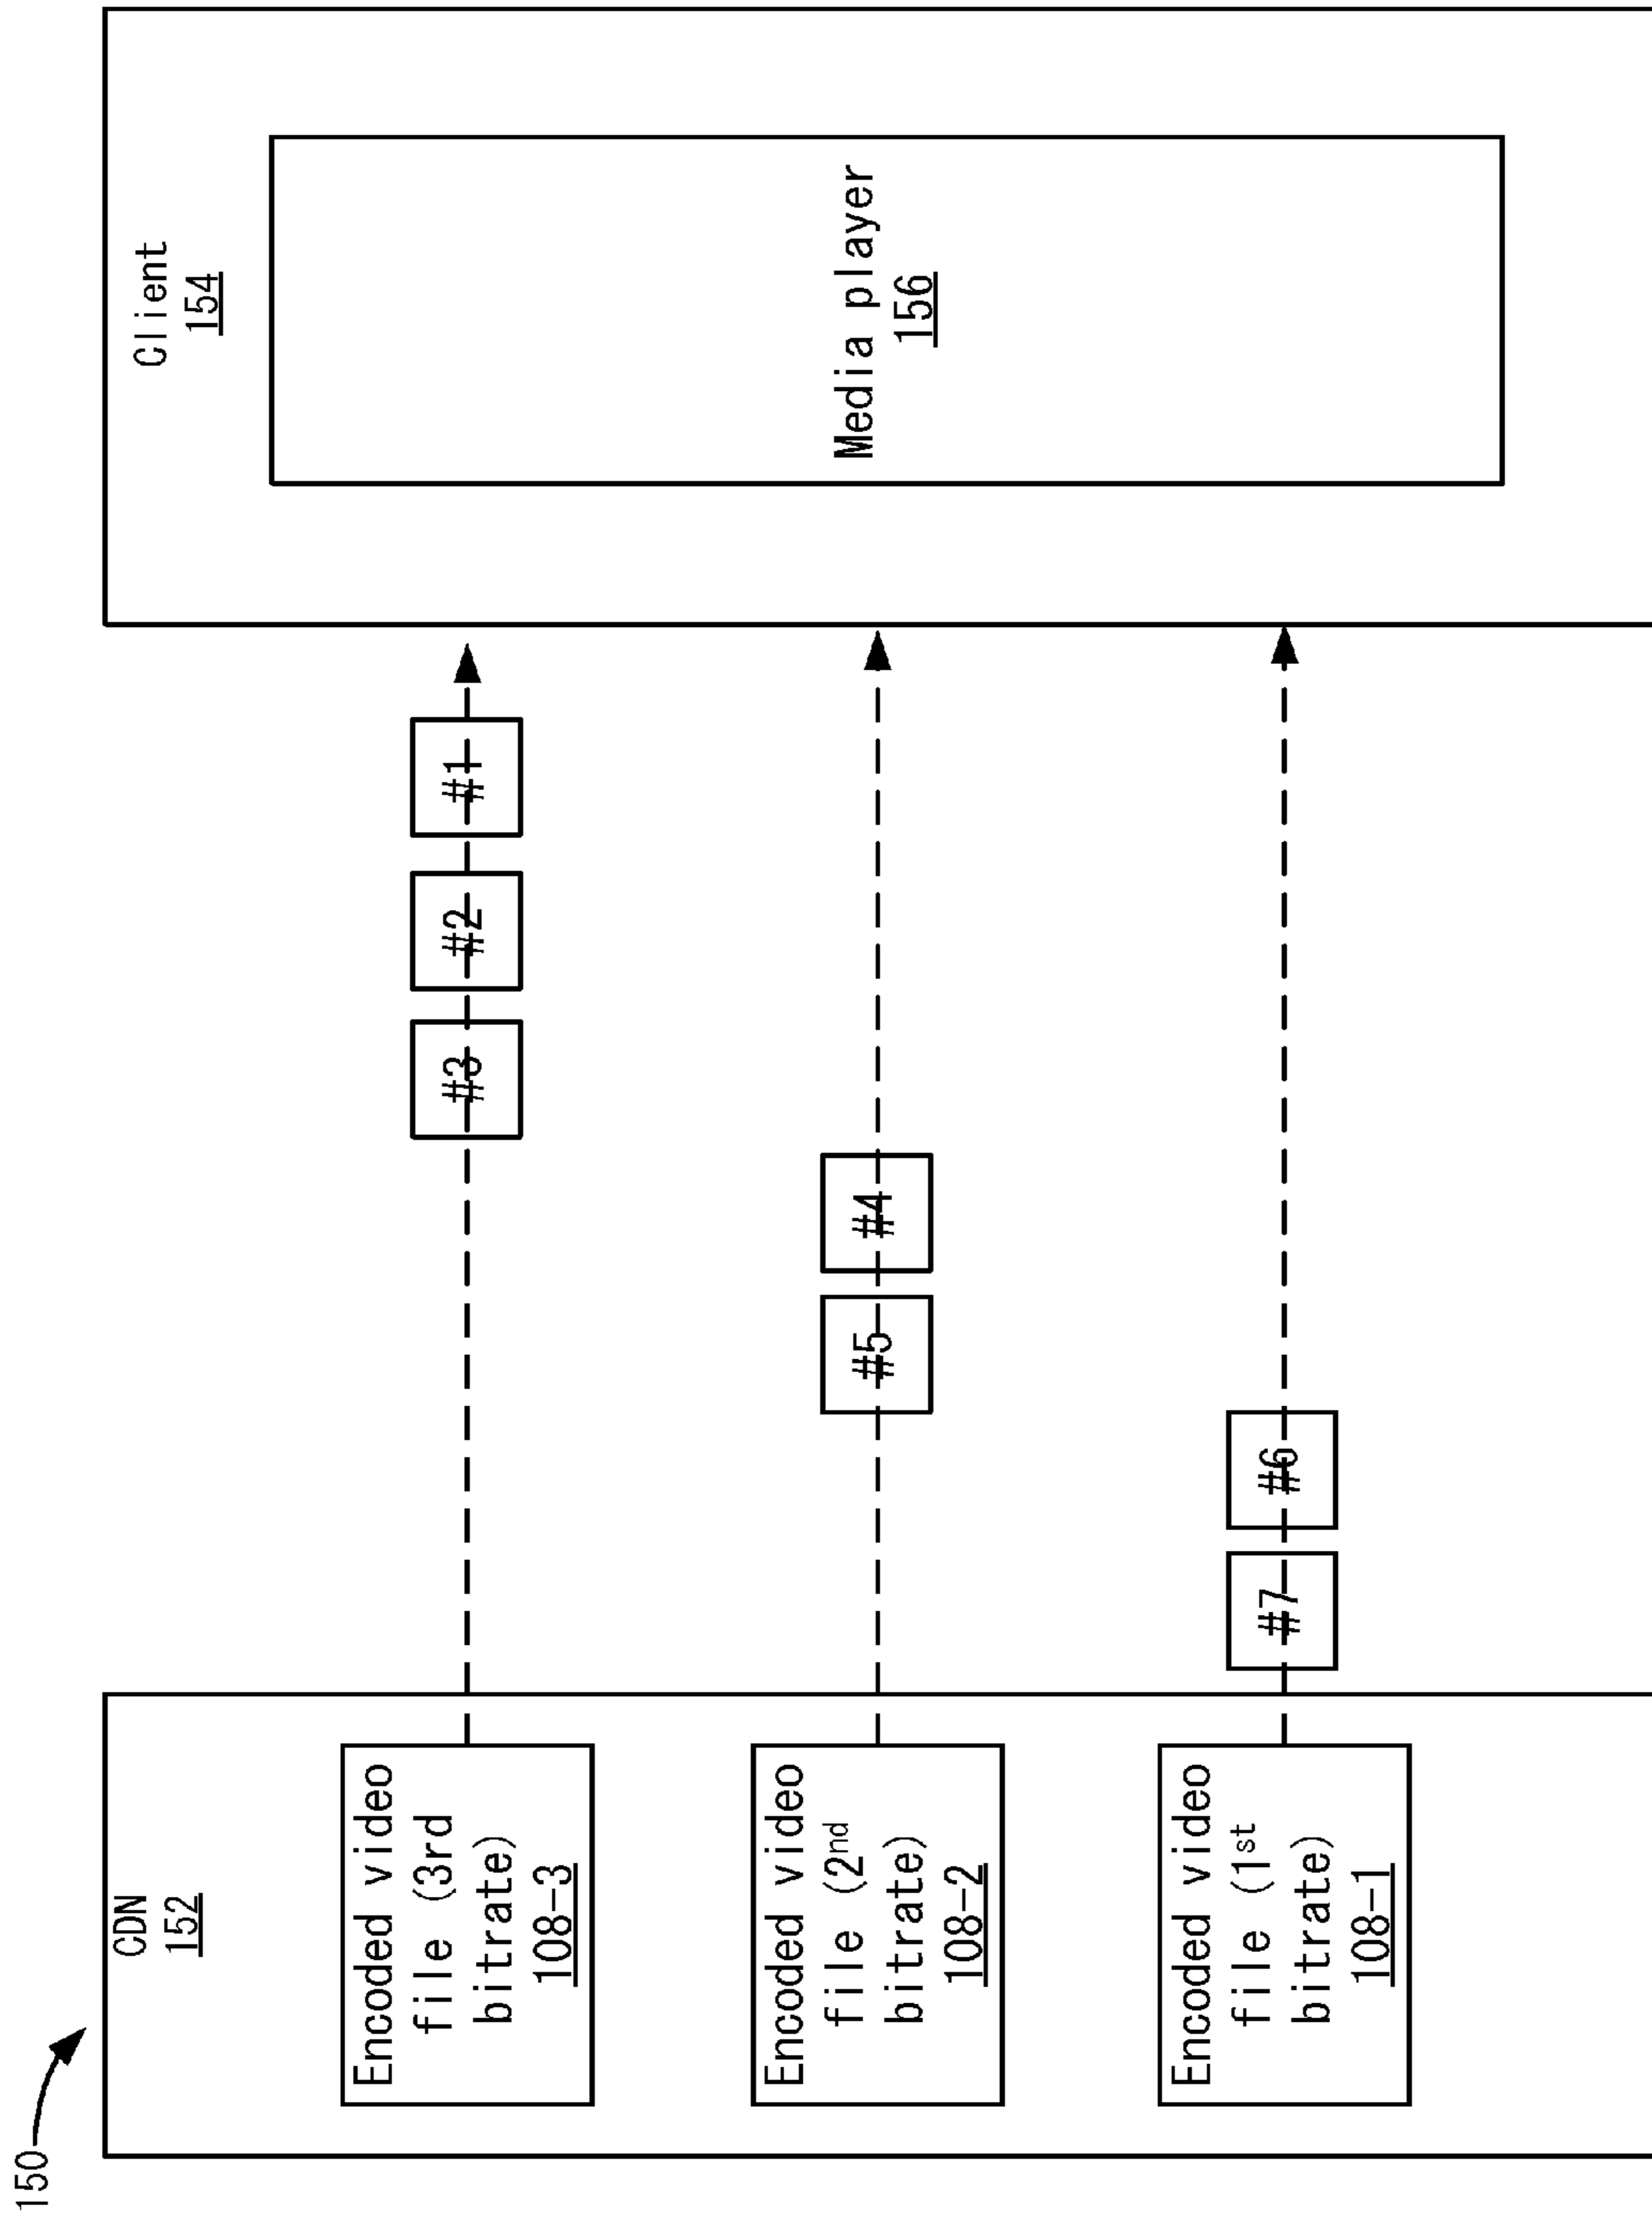 150
CDN
152
Encoded video
file (3rd
bitrate)
108-3
Encoded video
file (2nd
bitrate)
108-2
Encoded video
file (1st
bitrate)
108-1
#3
#2
#1
#5
#4
#7
#6
Client
154
Media player
156